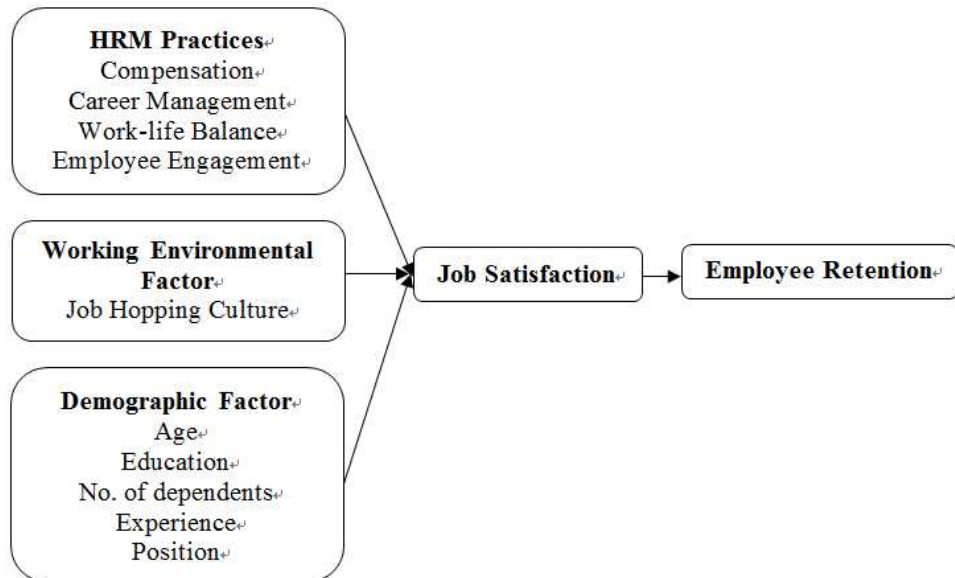 HRM Practices
Compensation
Career Management
Work-life Balance
Employee Engagement
Working Environmental
Factor
Job Hopping Culture
Job Satisfaction
Employee Retention
Demographic Factor
Age
Education
No. of dependents
Experience
Position